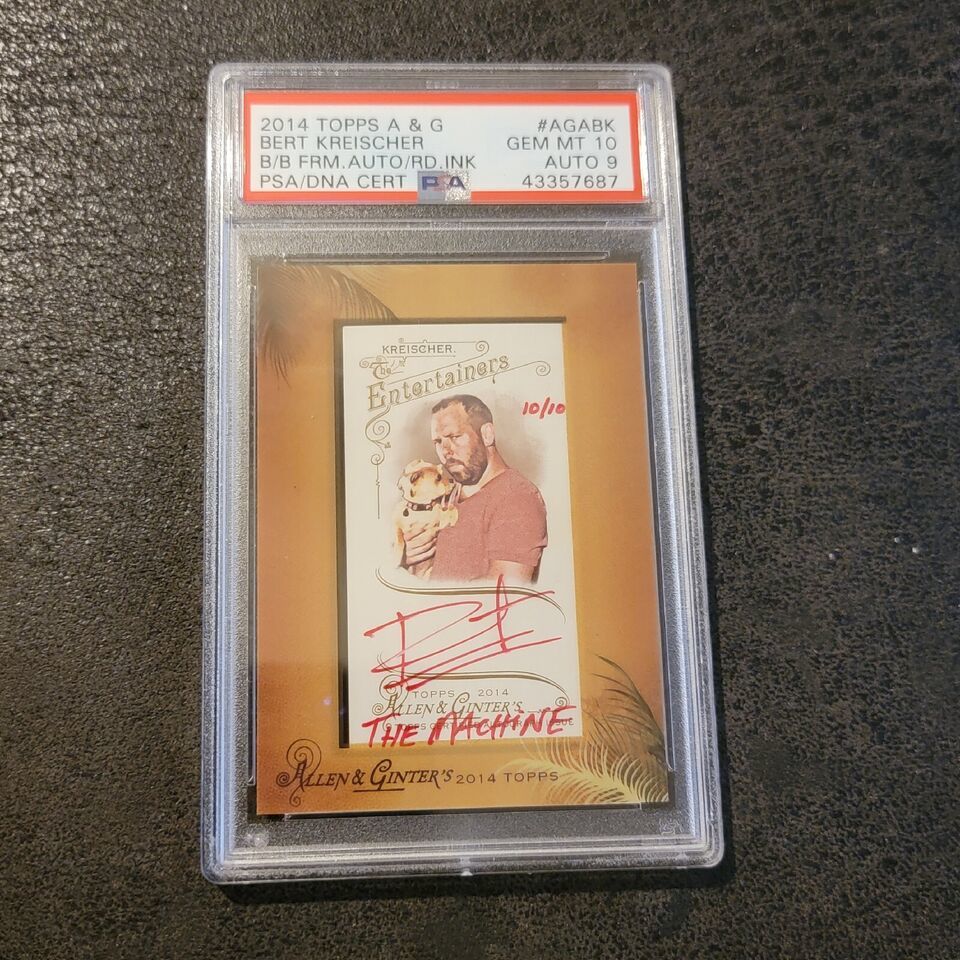 2014 TOPPS A & G #AGABK
BERT KREISCHER GEM MT 10
B/B FRM.AUTO/RD.INK AUTO 9
PSA/DNA CERT PSA 43357687
KREISCHER.
The
Entertainers
10/10
TOPPS 2014
ALLEN & GINTER'S
THE MACHINE
ALLEN & GINTER'S 2014 TOPPS